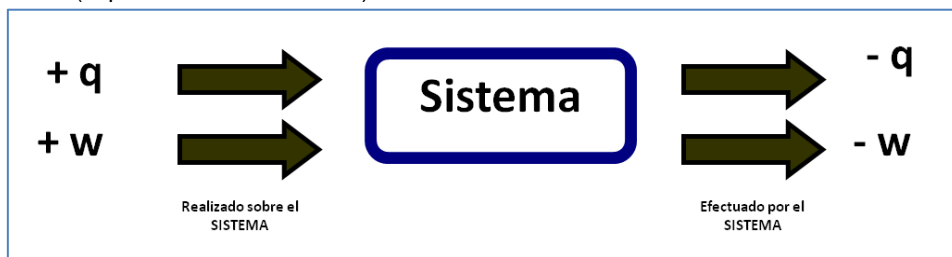 + q
- q
Sistema
+ w
- w
Realizado sobre el
SISTEMA
Efectuado por el
SISTEMA